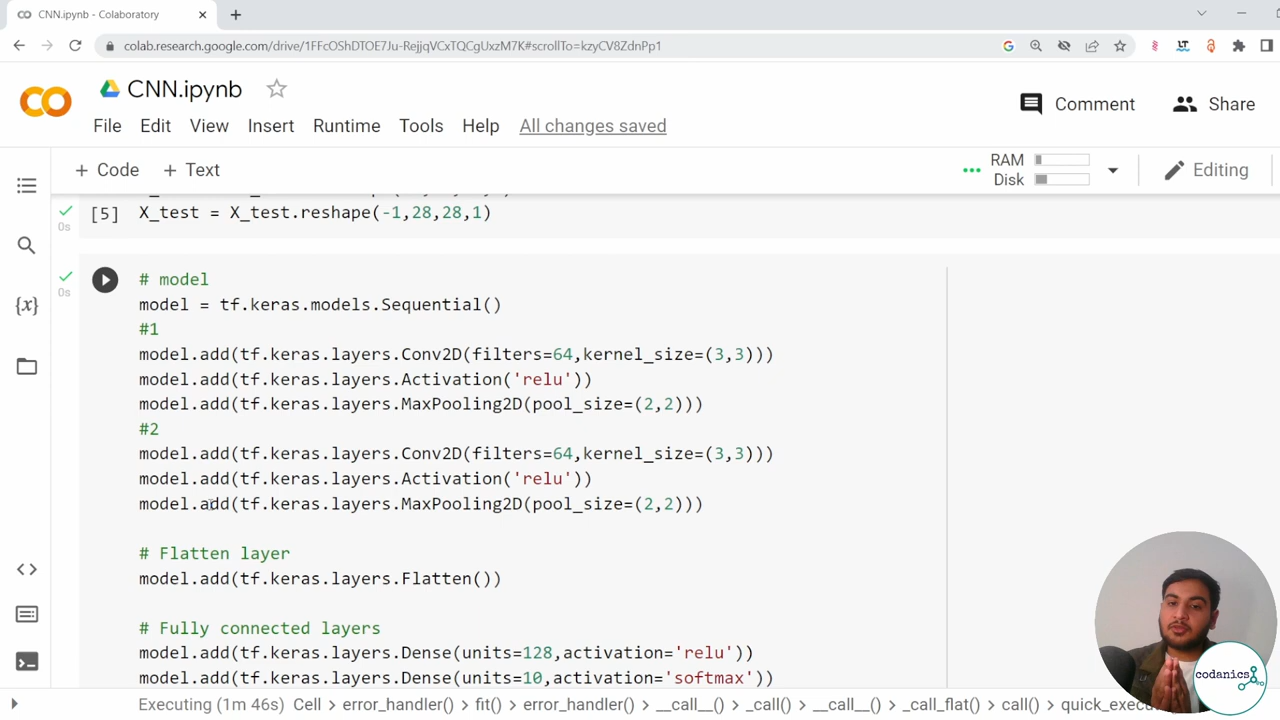 CNN.ipynb - Colaboratory
colab.research.google.com/drive/1FFcOShDTOE7Ju-RejjqVCxTQCgUxzM7K#scrollTo=kzyCV8ZdnPp1
CNN.ipynb
Comment
Share
File Edit View Insert Runtime Tools Help All changes saved
+ Code + Text
RAM
Disk
Editing
[5] X_test = X_test.reshape(-1,28,28,1)
0s
0s
# model
model = tf.keras.models.Sequential()
#1
model.add(tf.keras.layers.Conv2D(filters=64,kernel_size=(3,3)))
model.add(tf.keras.layers.Activation('relu'))
model.add(tf.keras.layers.MaxPooling2D(pool_size=(2,2)))
#2
model.add(tf.keras.layers.Conv2D(filters=64,kernel_size=(3,3)))
model.add(tf.keras.layers.Activation('relu'))
model.add(tf.keras.layers.MaxPooling2D(pool_size=(2,2)))
# Flatten layer
model.add(tf.keras.layers.Flatten())
# Fully connected layers
model.add(tf.keras.layers.Dense(units=128,activation='relu'))
model.add(tf.keras.layers.Dense(units=10,activation='softmax'))
codanics
Executing (1m 46s) Cell > error_handler() > fit() > error_handler() > __call__() > _call() > __call__() > _call_flat() > call() >